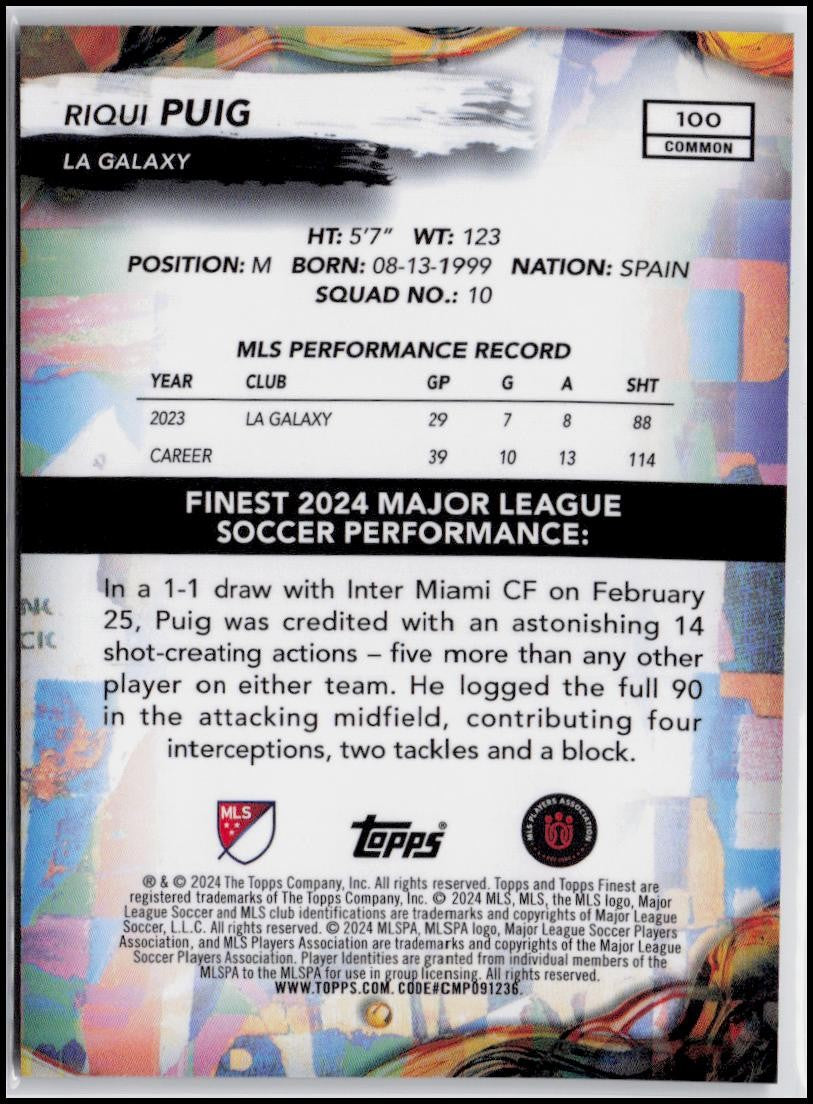 RIQUI PUIG
LA GALAXY
100
COMMON
HT: 5'7" WT: 123
POSITION: M BORN: 08-13-1999 NATION: SPAIN
SQUAD NO.: 10
MLS PERFORMANCE RECORD
YEAR CLUB GP G A SHT
2023 LA GALAXY 29 7 8 88
CAREER 39 10 13 114
FINEST 2024 MAJOR LEAGUE
SOCCER PERFORMANCE:
In a 1-1 draw with Inter Miami CF on February
25, Puig was credited with an astonishing 14
shot-creating actions – five more than any other
player on either team. He logged the full 90
in the attacking midfield, contributing four
interceptions, two tackles and a block.
MLS
Topps®
MLS PLAYERS ASSOCIATION
® & © 2024 The Topps Company, Inc. All rights reserved. Topps and Topps Finest are
registered trademarks of The Topps Company, Inc. © 2024 MLS, MLS, the MLS logo, Major
League Soccer and MLS club identifications are trademarks and copyrights of Major League
Soccer, L.L.C. All rights reserved. © 2024 MLSPA, MLSPA logo, Major League Soccer Players
Association, and MLS Players Association are trademarks and copyrights of the Major League
Soccer Players Association. Player Identities are granted from individual members of the
MLSPA to the MLSPA for use in group licensing. All rights reserved.
WWW.TOPPS.COM. CODE#CMP091236.